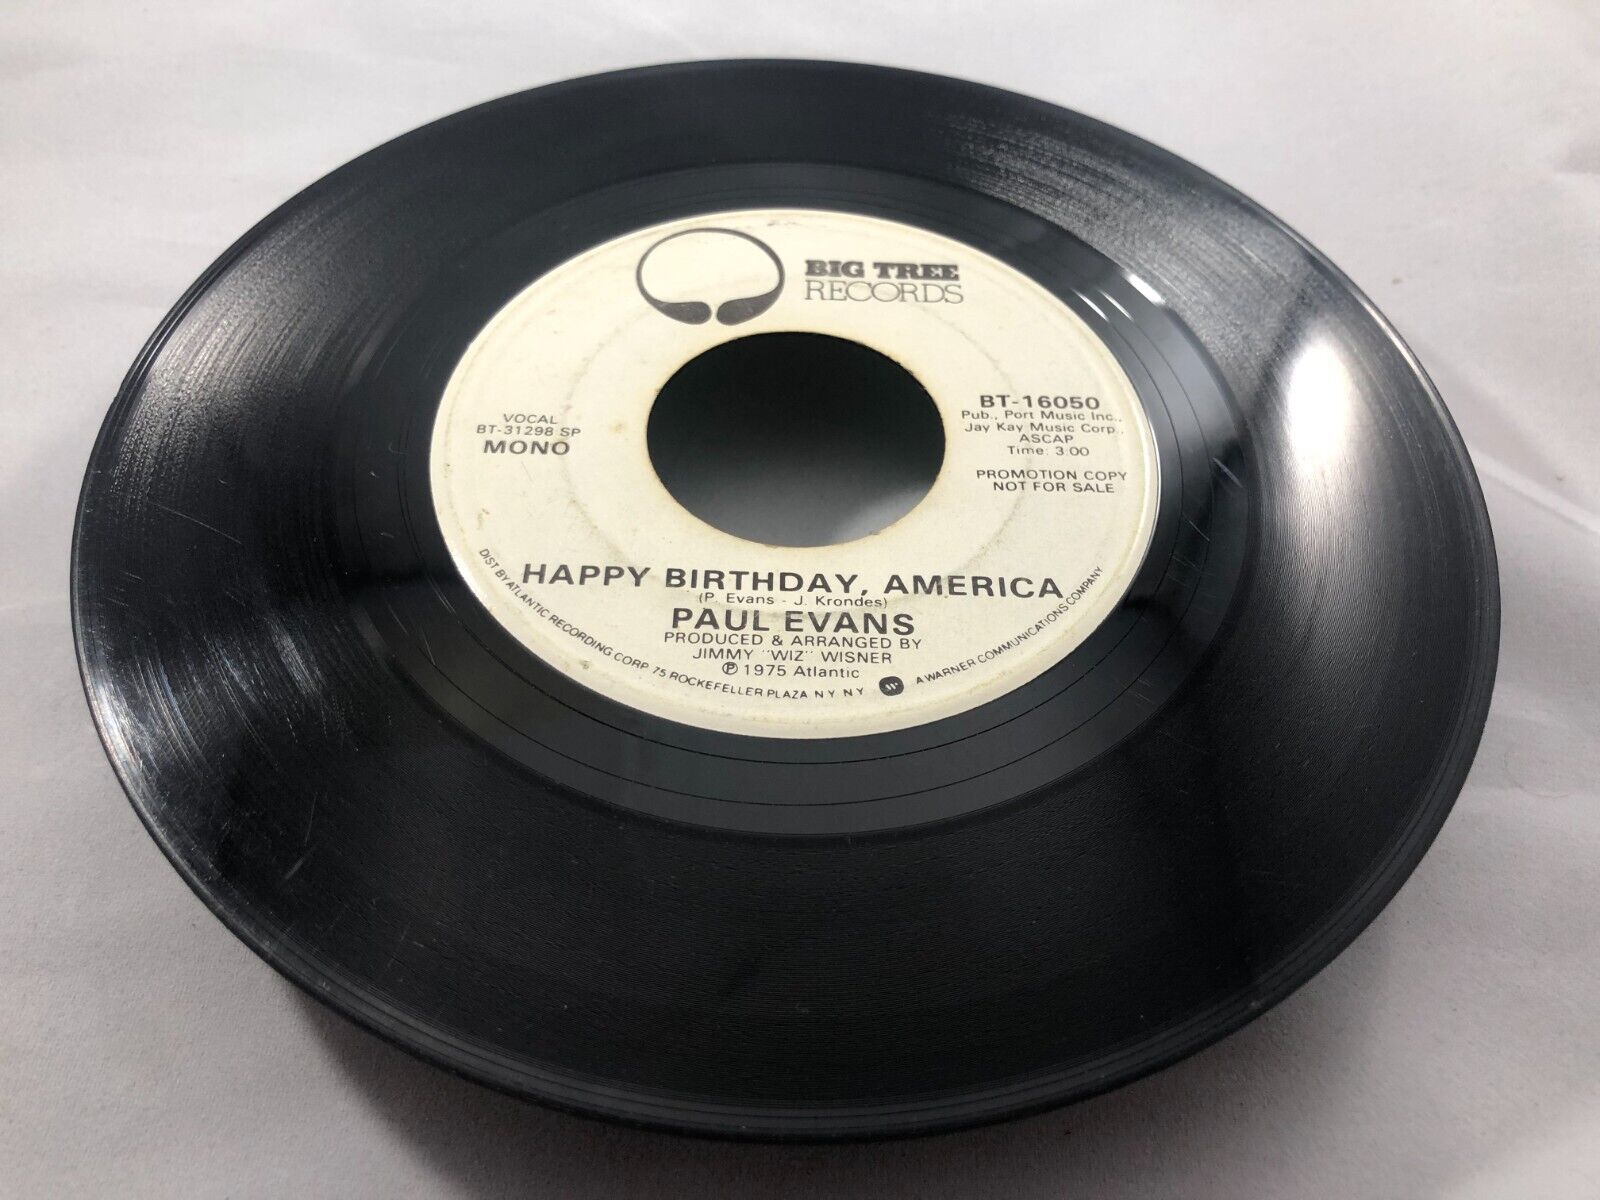 BIG TREE
RECORDS
VOCAL
BT-31298 SP
MONO
BT-16050
Pub., Port Music Inc.,
Jay Kay Music Corp.,
ASCAP
Time: 3:00
PROMOTION COPY
NOT FOR SALE
HAPPY BIRTHDAY, AMERICA
(P. Evans - J. Krondes)
PAUL EVANS
PRODUCED & ARRANGED BY
JIMMY "WIZ" WISNER
℗ 1975 Atlantic
DIST BY ATLANTIC RECORDING CORP 75 ROCKEFELLER PLAZA N Y N Y A WARNER COMMUNICATIONS COMPANY